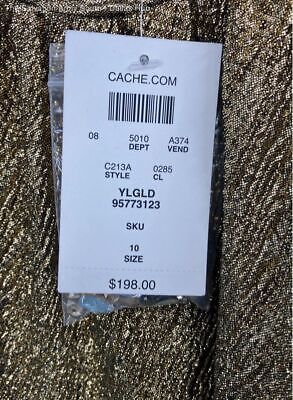 CACHE.COM
08 5010 A374
DEPT VEND
C213A 0285
STYLE CL
YLGLD
95773123
SKU
10
SIZE
$198.00